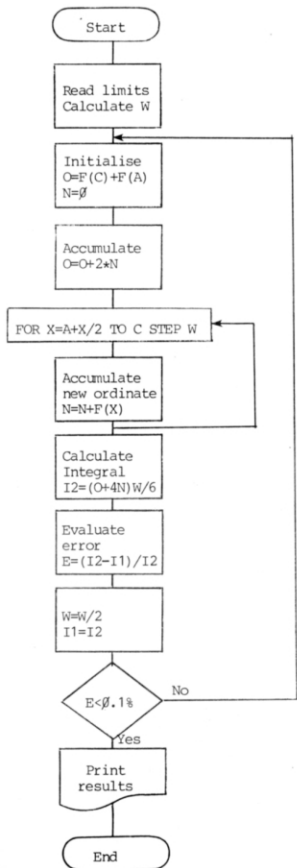 Start
Read limits
Calculate W
Initialise
O=F(C)+F(A)
N=Ø
Accumulate
O=O+2*N
FOR X=A+X/2 TO C STEP W
Accumulate
new ordinate
N=N+F(X)
Calculate
Integral
I2=(O+4N)W/6
Evaluate
error
E=(I2-I1)/I2
W=W/2
I1=I2
E<Ø.1%
No
Yes
Print
results
End